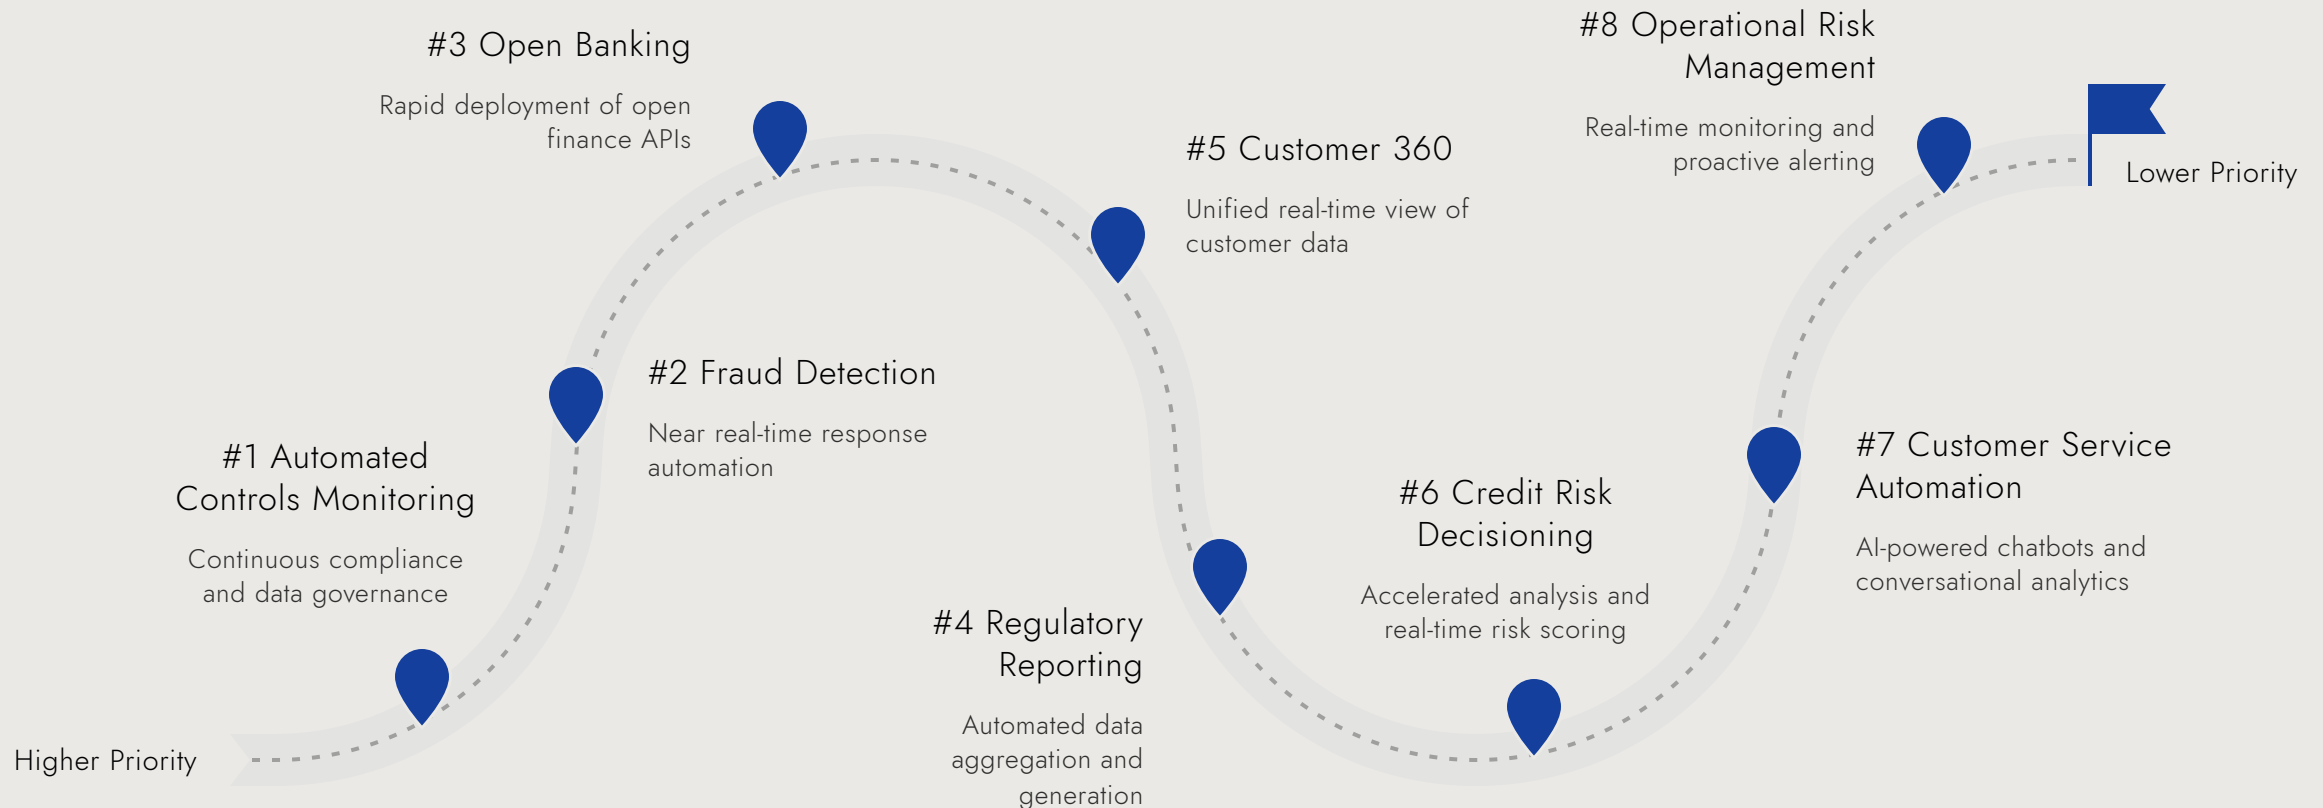 Higher Priority
#1 Automated
Controls Monitoring
Continuous compliance
and data governance
#2 Fraud Detection
Near real-time response
automation
#3 Open Banking
Rapid deployment of open
finance APIs
#4 Regulatory
Reporting
Automated data
aggregation and
generation
#5 Customer 360
Unified real-time view of
customer data
#6 Credit Risk
Decisioning
Accelerated analysis and
real-time risk scoring
#7 Customer Service
Automation
AI-powered chatbots and
conversational analytics
#8 Operational Risk
Management
Real-time monitoring and
proactive alerting
Lower Priority